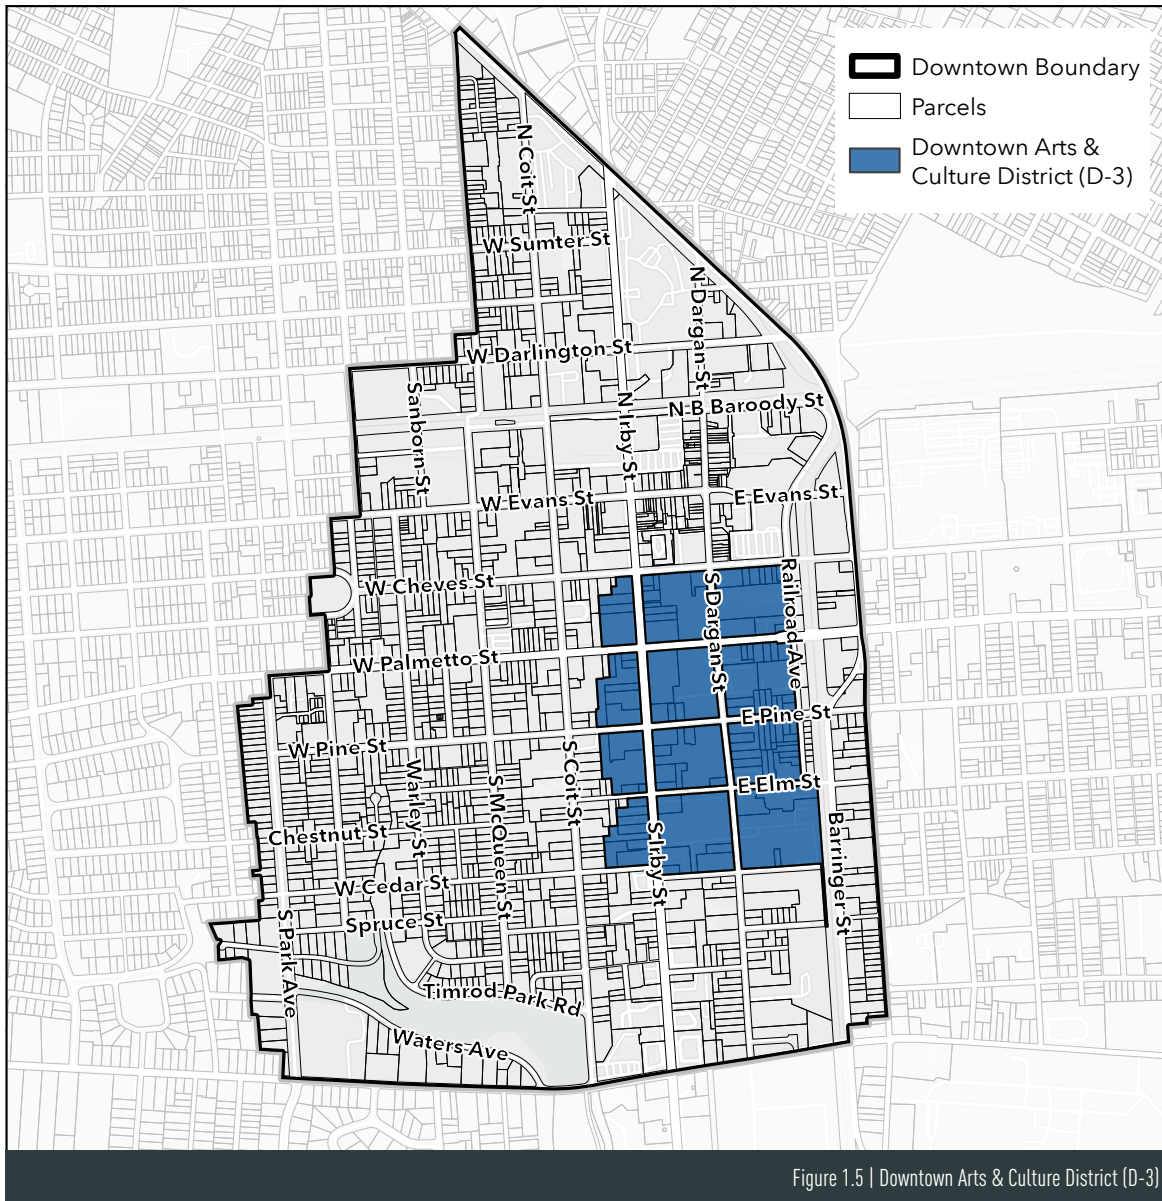 Downtown Boundary
Parcels
Downtown Arts &
Culture District (D-3)
N Coit St
W Sumter St
N Dargan St
W Darlington St
Sanborn St
N Irby St
N B Baroody St
W Evans St
E Evans St
W Cheves St
S Dargan St
Railroad Ave
W Palmetto St
E Pine St
W Pine St
S Coit St
Warley St
S McQueen St
E Elm St
Chestnut St
S Irby St
Barringer St
W Cedar St
Spruce St
S Park Ave
Timrod Park Rd
Waters Ave
Figure 1.5 | Downtown Arts & Culture District (D-3)